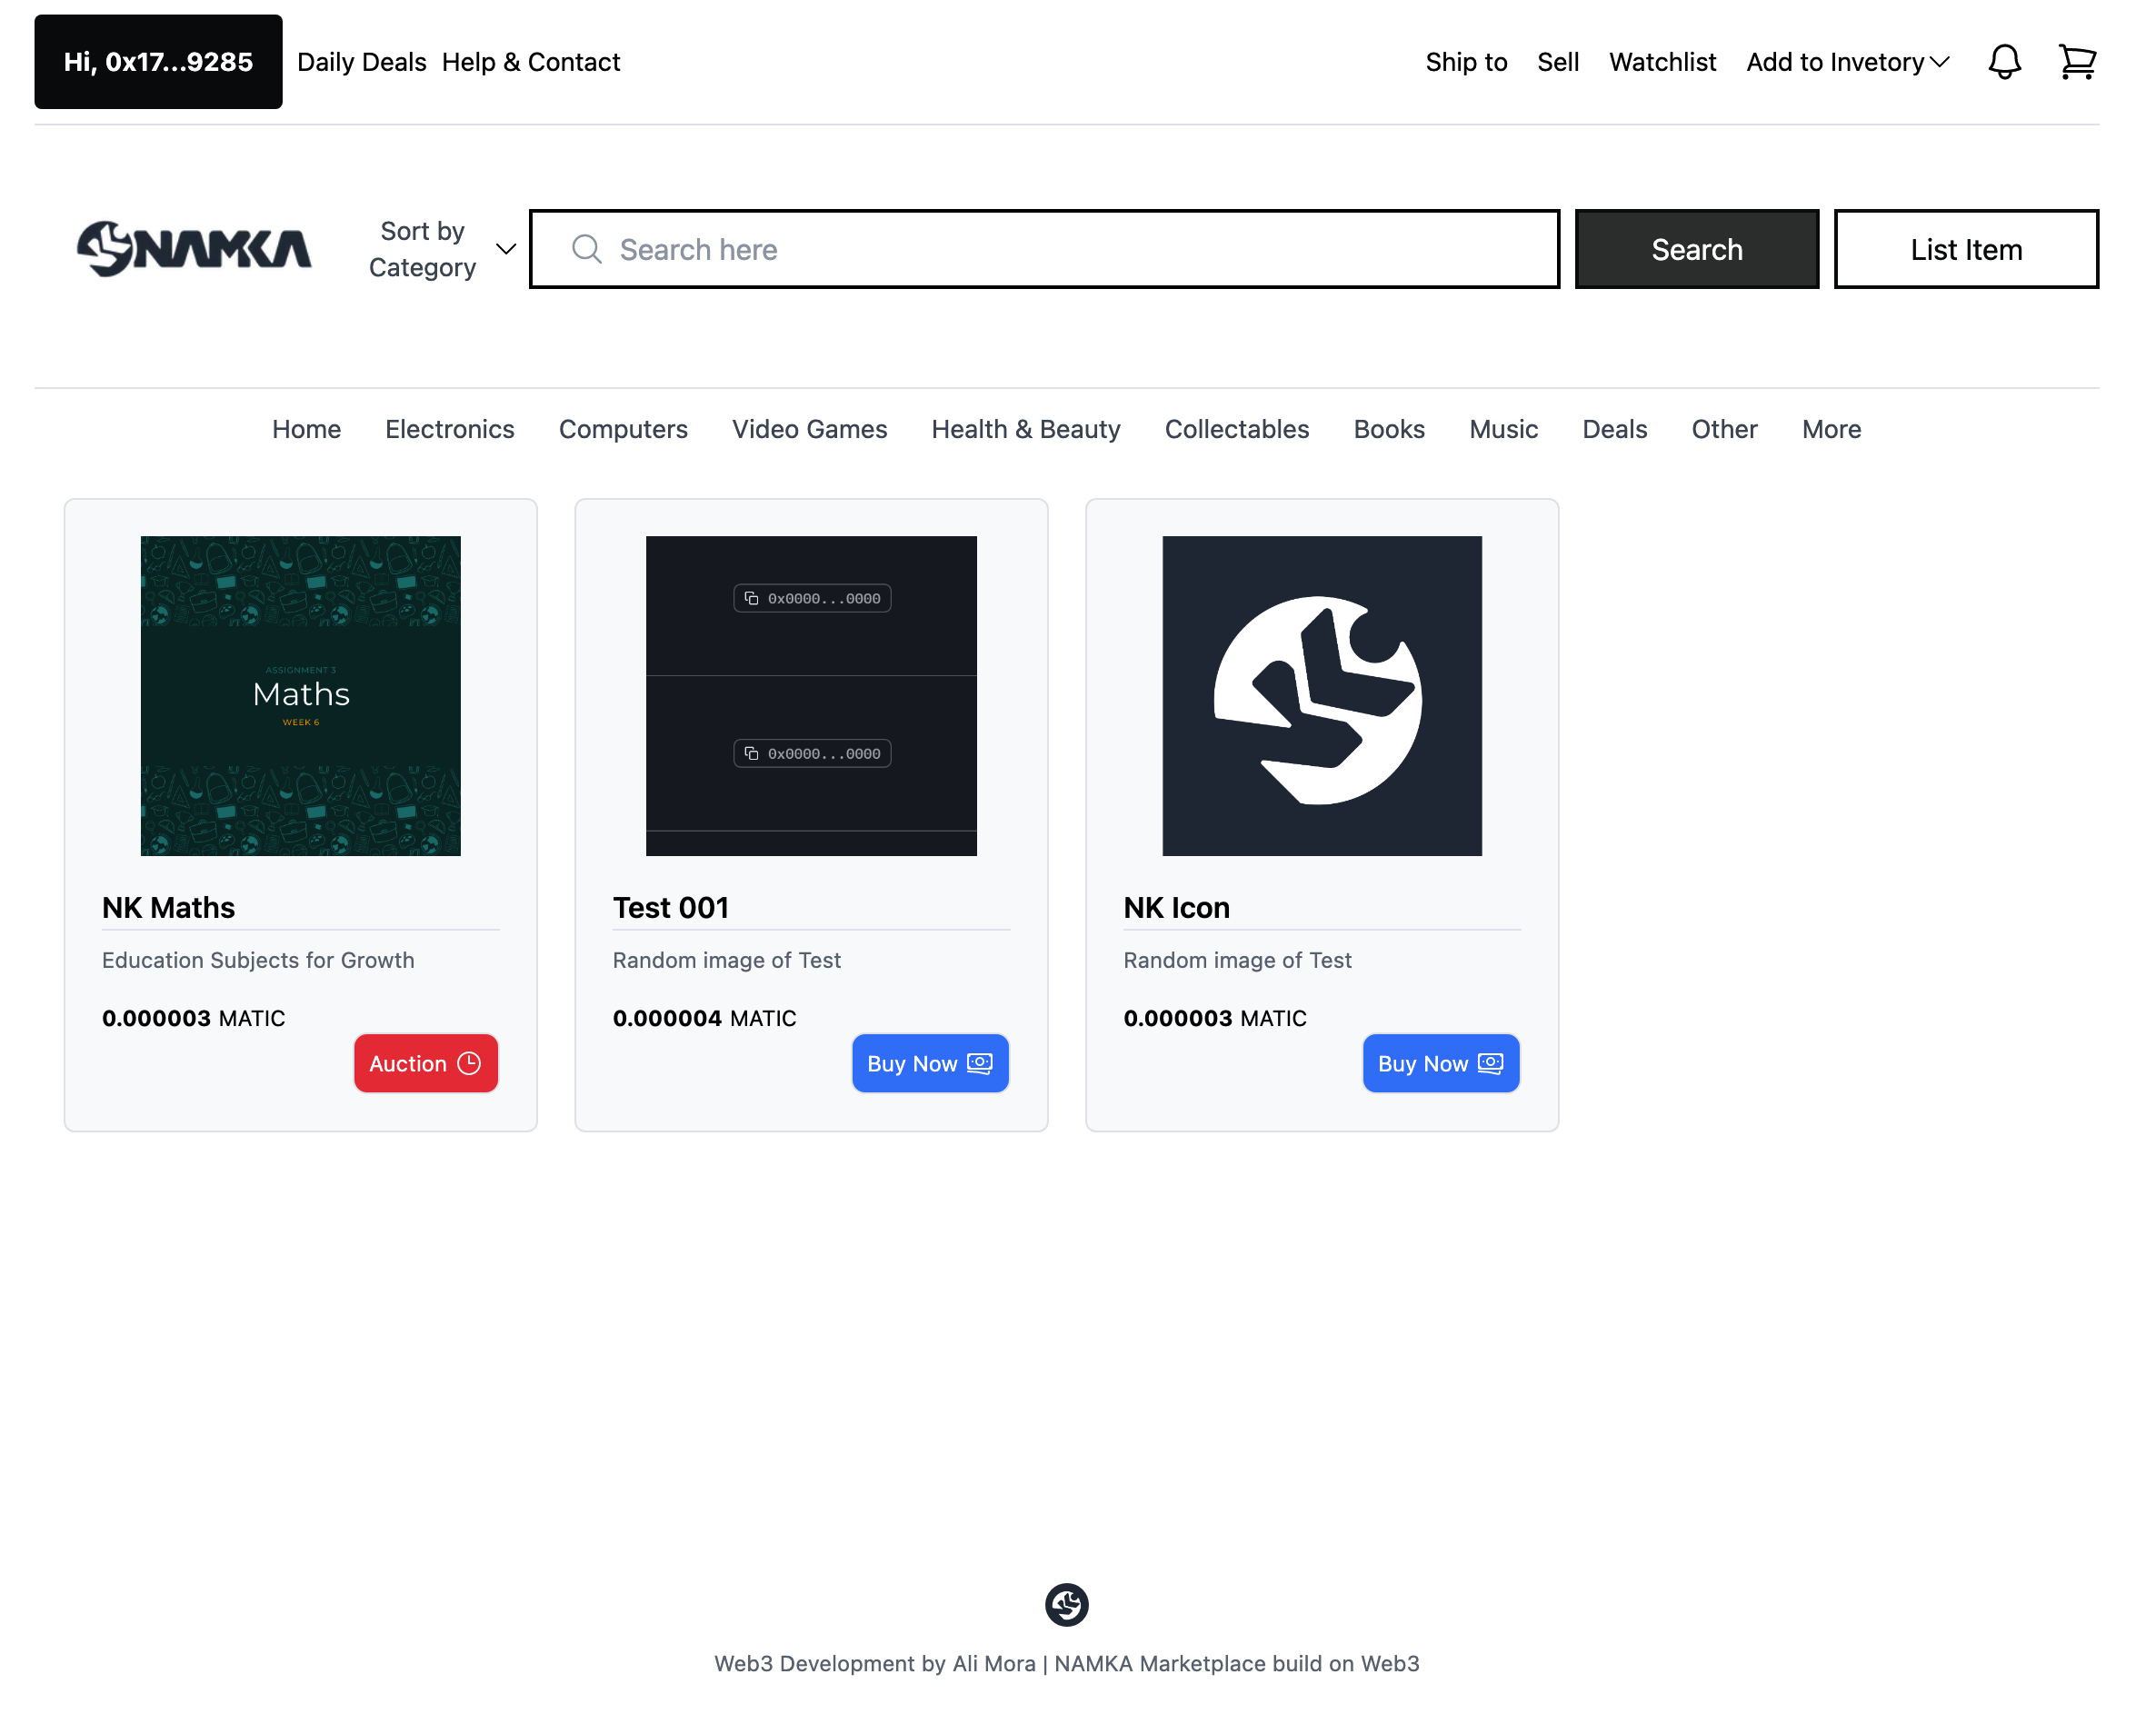 Hi, 0x17...9285 Daily Deals Help & Contact Ship to Sell Watchlist Add to Invetory
NAMKA
Sort by
Category
Search here
Search
List Item
Home Electronics Computers Video Games Health & Beauty Collectables Books Music Deals Other More
ASSIGNMENT 3
Maths
WEEK 6
NK Maths
Education Subjects for Growth
0.000003 MATIC
Auction
0x0000...0000
0x0000...0000
Test 001
Random image of Test
0.000004 MATIC
Buy Now
NK Icon
Random image of Test
0.000003 MATIC
Buy Now
Web3 Development by Ali Mora | NAMKA Marketplace build on Web3